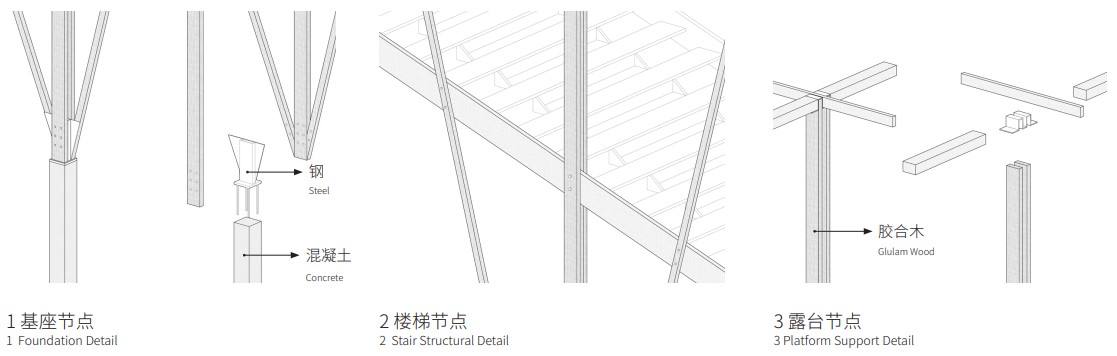 钢
Steel
混凝土
Concrete
胶合木
Glulam Wood
1 基座节点
1 Foundation Detail
2 楼梯节点
2 Stair Structural Detail
3 露台节点
3 Platform Support Detail